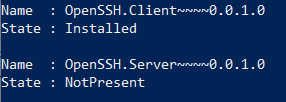 Name  : OpenSSH.Client~~~~0.0.1.0
State : Installed

Name  : OpenSSH.Server~~~~0.0.1.0
State : NotPresent